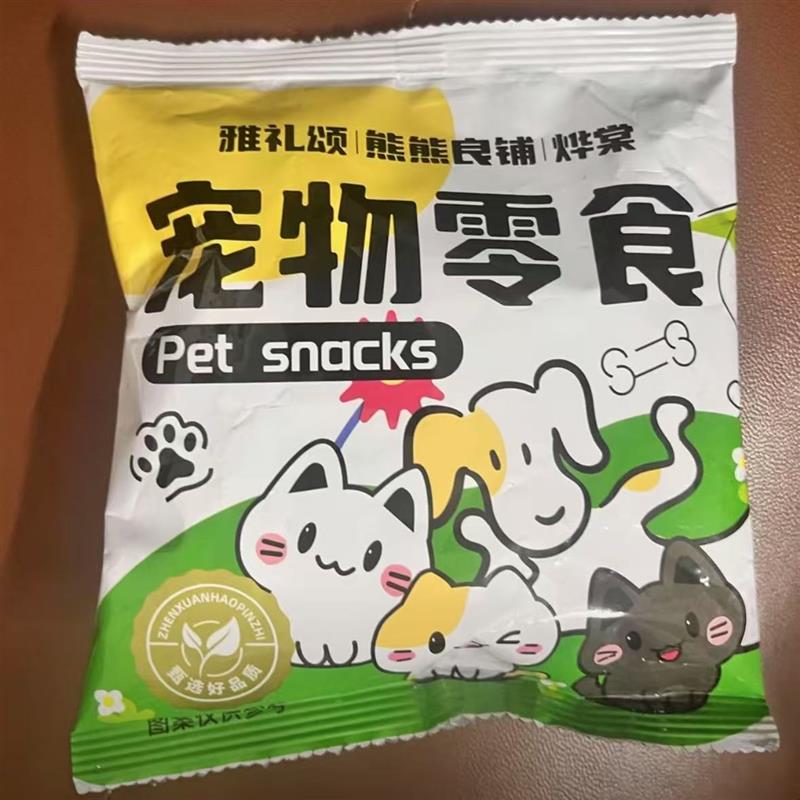 雅礼颂|熊熊良铺|烨棠
宠物零食
Pet snacks
ZHENXUANHAOPINZHI
甄选好品质
图案仅供参考